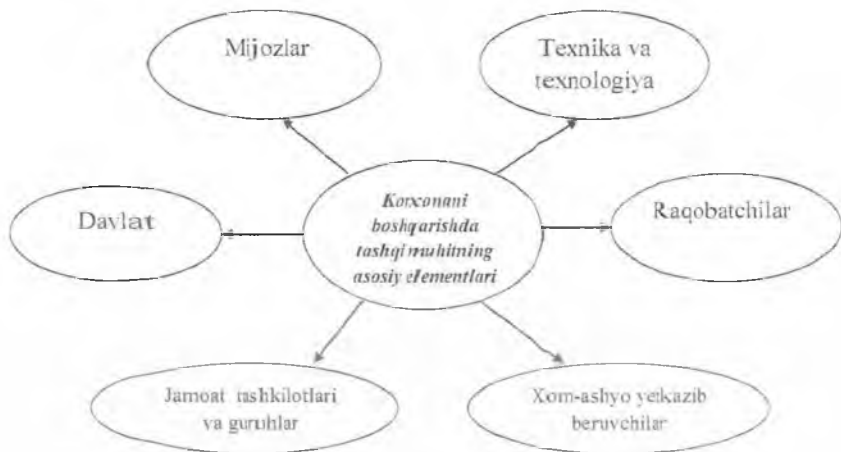 Mijozlar
Texnika va
texnologiya
Davlat
Korxonani
boshqarishda
tashqi muhitning
asosiy elementlari
Raqobatchilar
Jamoat tashkilotlari
va guruhlar
Xom-ashyo yetkazib
beruvchilar